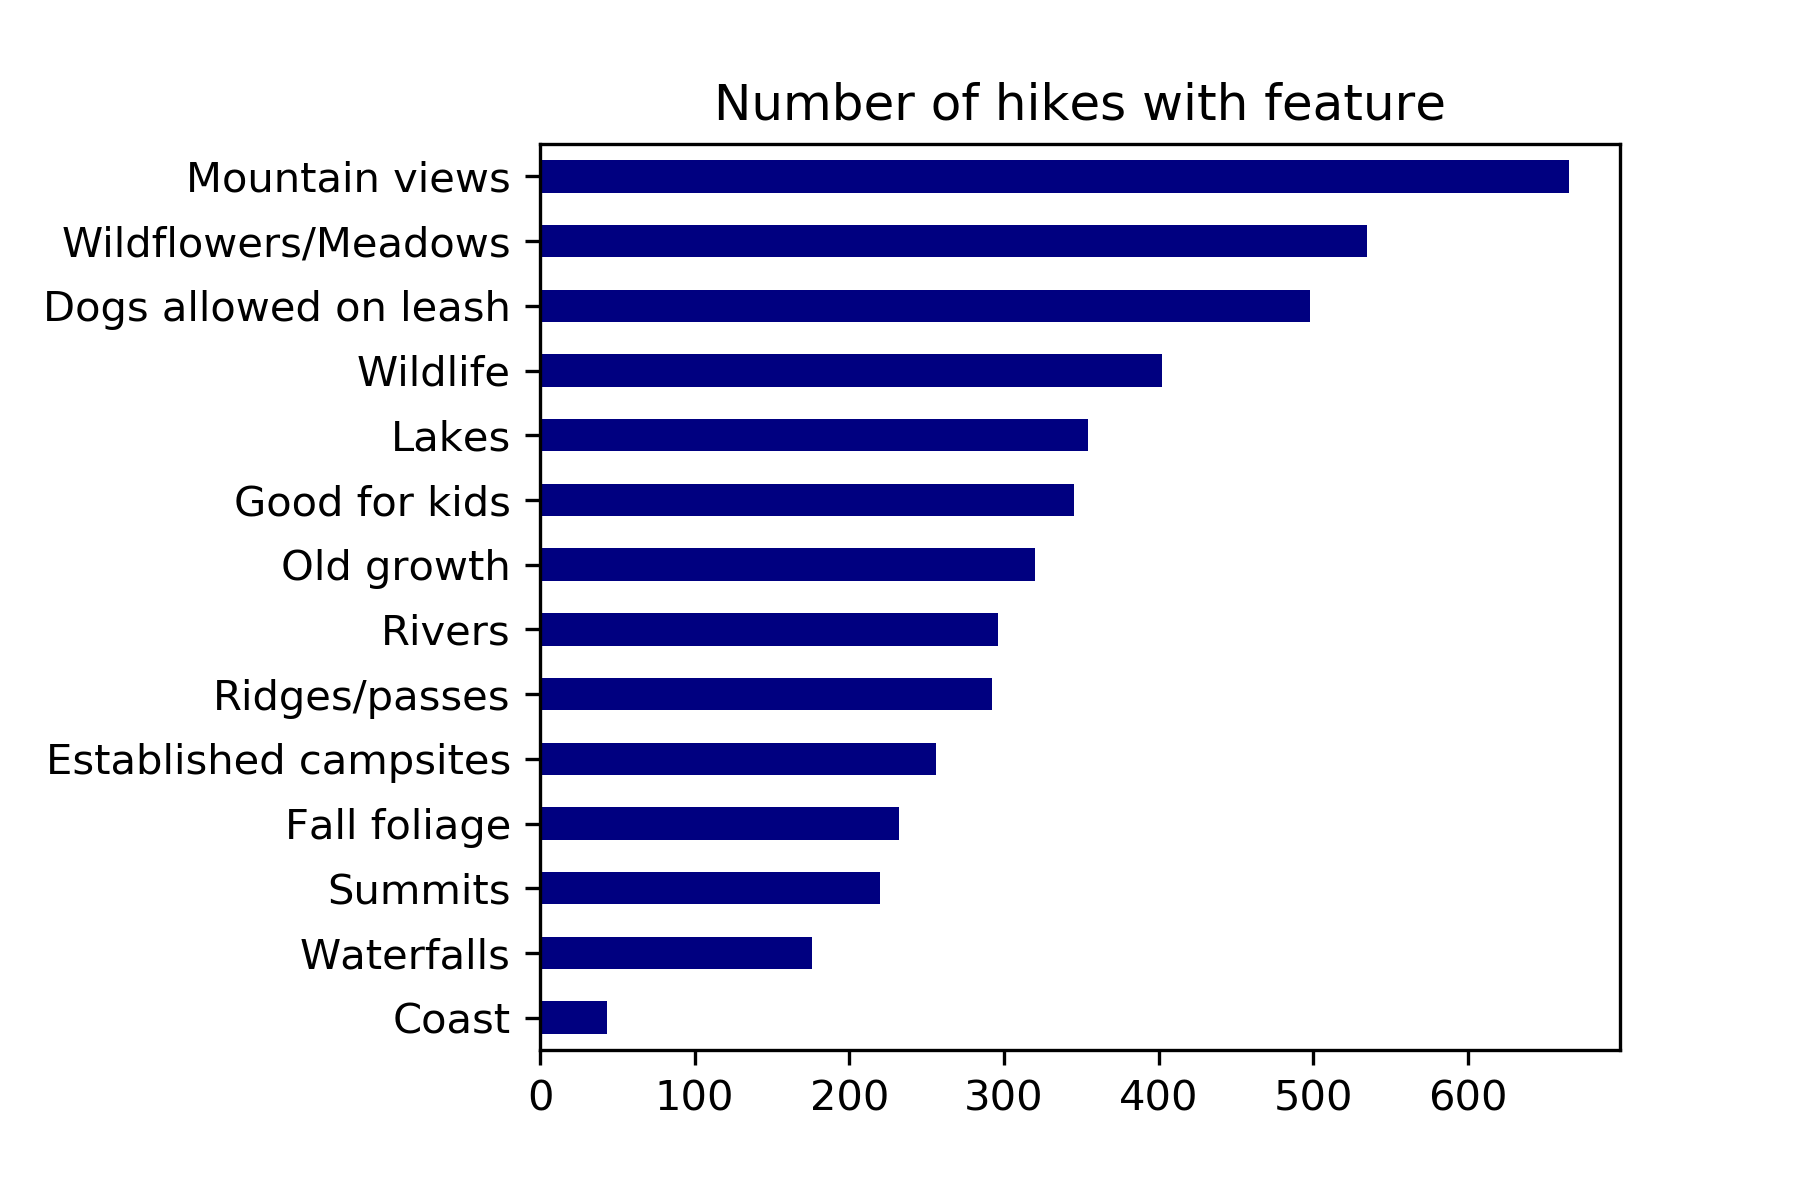 Number of hikes with feature
Mountain views
Wildflowers/Meadows
Dogs allowed on leash
Wildlife
Lakes
Good for kids
Old growth
Rivers
Ridges/passes
Established campsites
Fall foliage
Summits
Waterfalls
Coast
0 100 200 300 400 500 600